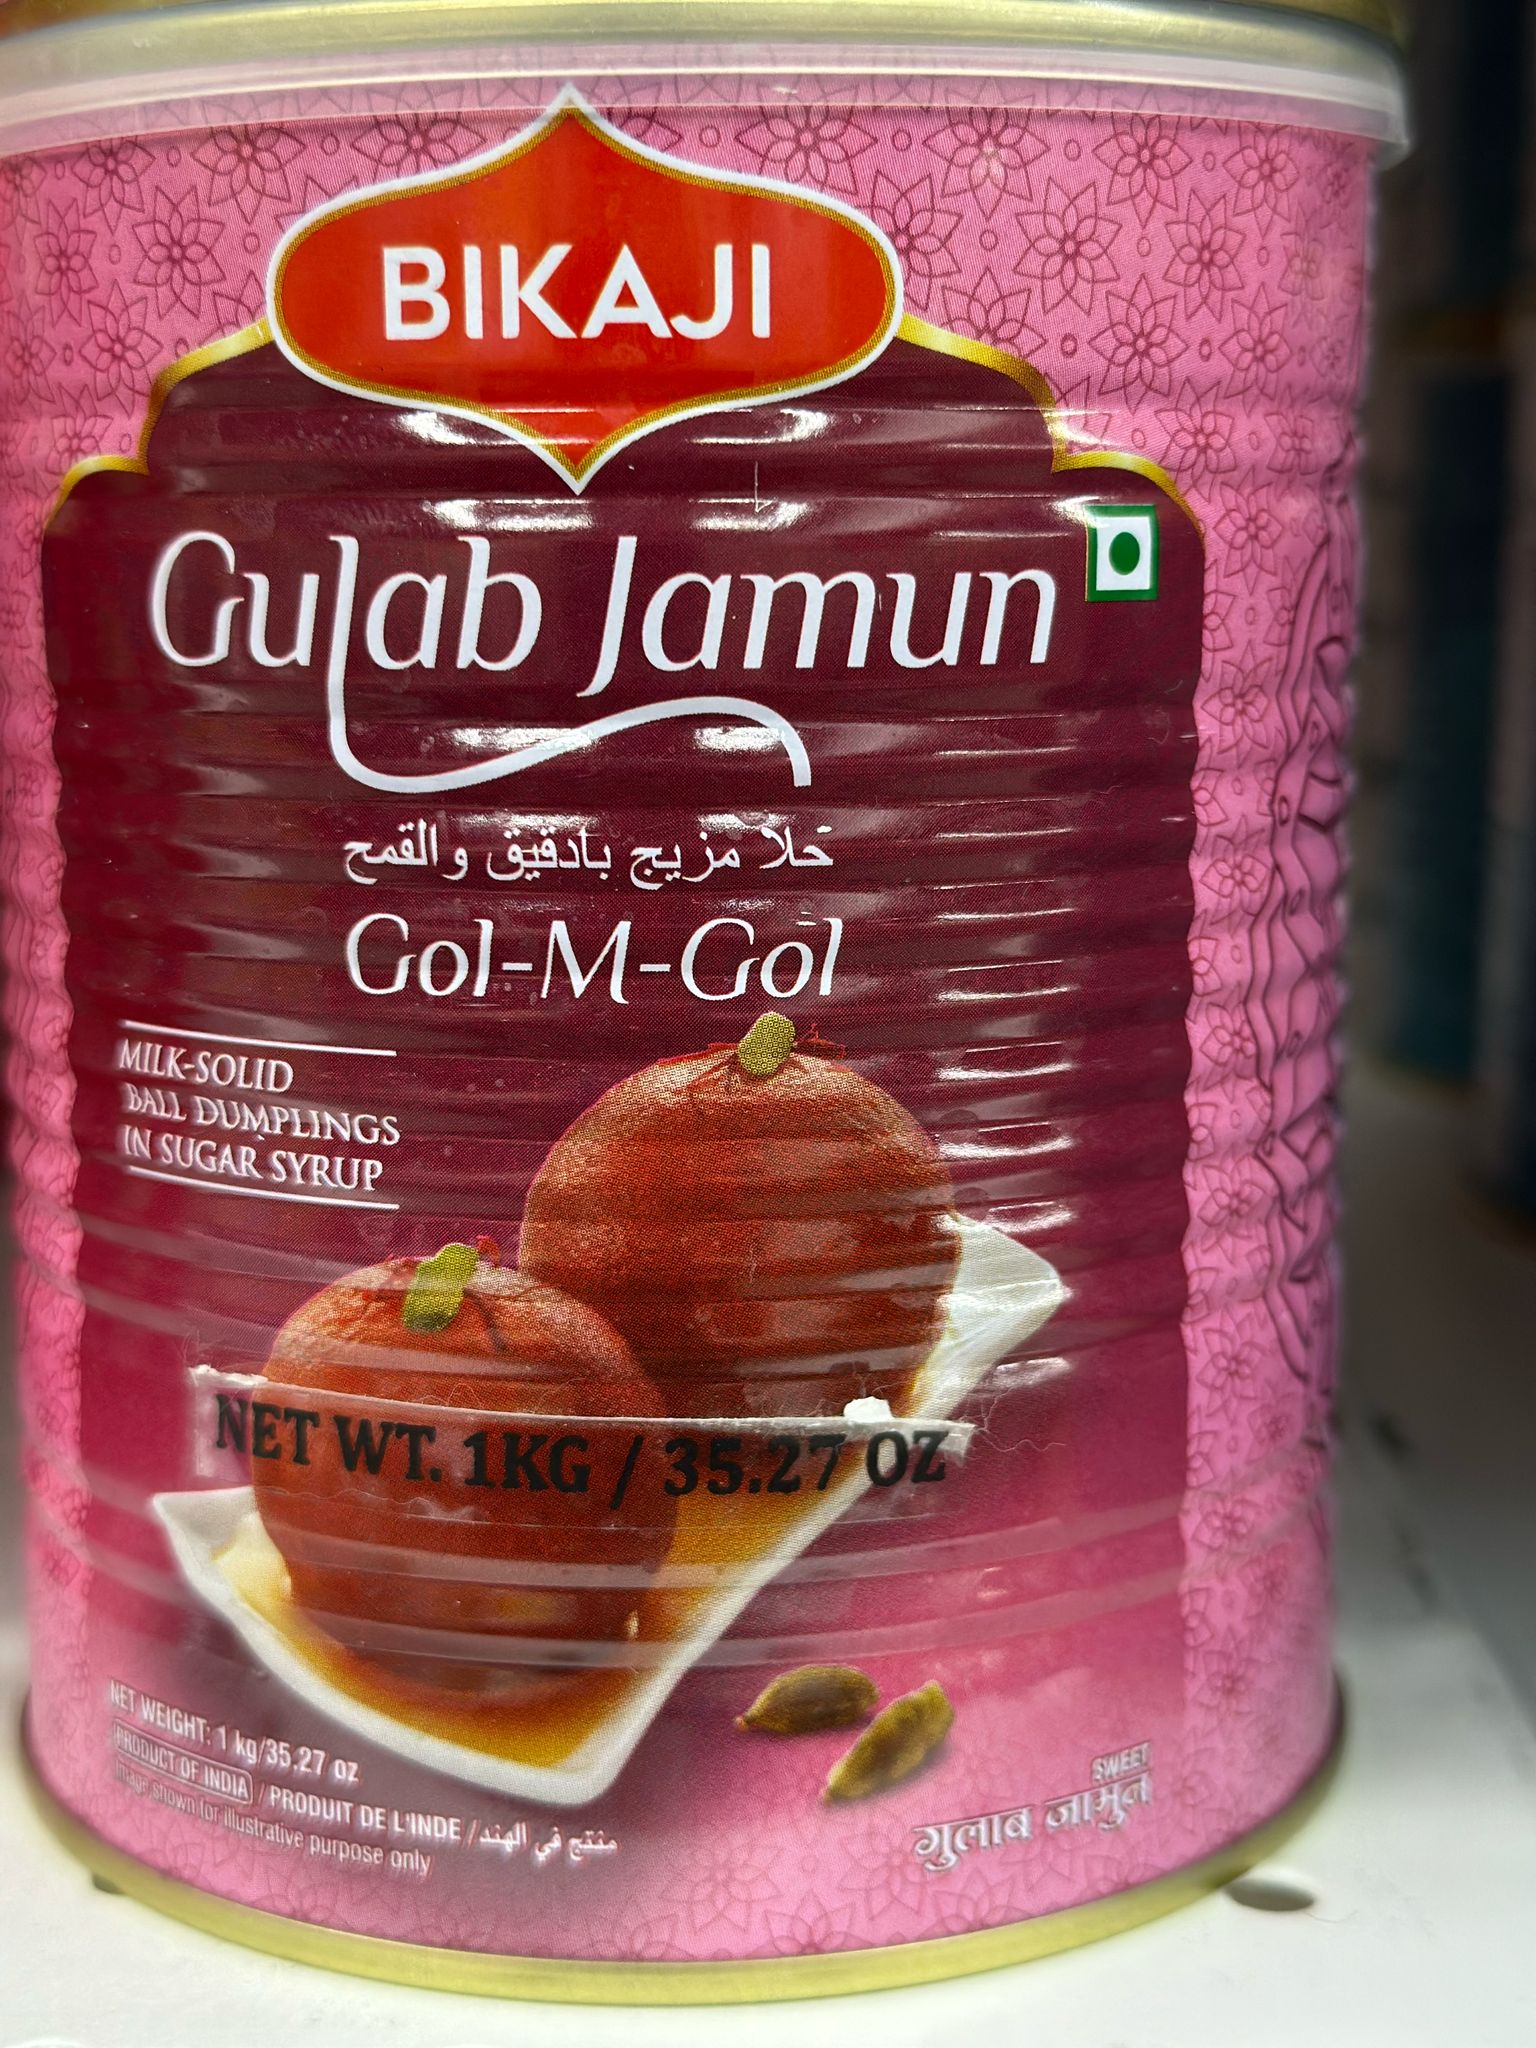 BIKAJI
Gulab Jamun
حلا مزيج بادقيق والقمح
Gol-M-Gol
MILK-SOLID
BALL DUMPLINGS
IN SUGAR SYRUP
NET WT. 1KG / 35.27 OZ
NET WEIGHT: 1 kg/35.27 oz
PRODUCT OF INDIA / PRODUIT DE L'INDE / منتج في الهند
Image shown for illustrative purpose only
SWEET
गुलाब जामुन